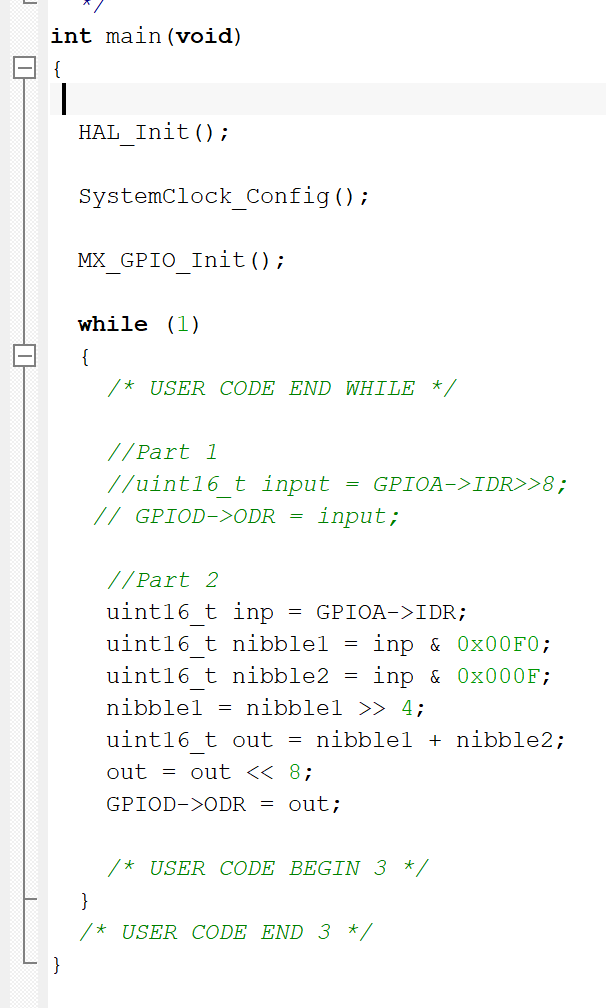 */
int main(void)
{
HAL_Init();
SystemClock_Config();
MX_GPIO_Init();
while (1)
{
/* USER CODE END WHILE */
//Part 1
//uint16_t input = GPIOA->IDR>>8;
// GPIOD->ODR = input;
//Part 2
uint16_t inp = GPIOA->IDR;
uint16_t nibble1 = inp & 0x00F0;
uint16_t nibble2 = inp & 0x000F;
nibble1 = nibble1 >> 4;
uint16_t out = nibble1 + nibble2;
out = out << 8;
GPIOD->ODR = out;
/* USER CODE BEGIN 3 */
}
/* USER CODE END 3 */
}